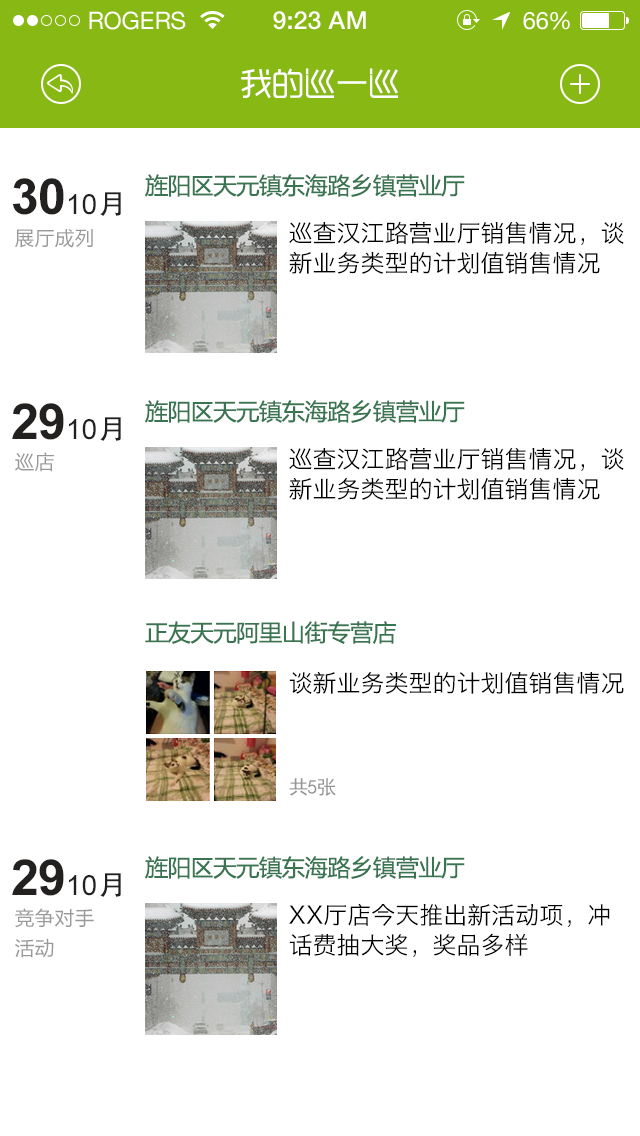 ROGERS 9:23 AM 66%
我的巡一巡
30 10月
展厅成列
旌阳区天元镇东海路乡镇营业厅
巡查汉江路营业厅销售情况，谈
新业务类型的计划值销售情况
29 10月
巡店
旌阳区天元镇东海路乡镇营业厅
巡查汉江路营业厅销售情况，谈
新业务类型的计划值销售情况
正友天元阿里山街专营店
谈新业务类型的计划值销售情况
共5张
29 10月
竞争对手
活动
旌阳区天元镇东海路乡镇营业厅
XX厅店今天推出新活动项，冲
话费抽大奖，奖品多样